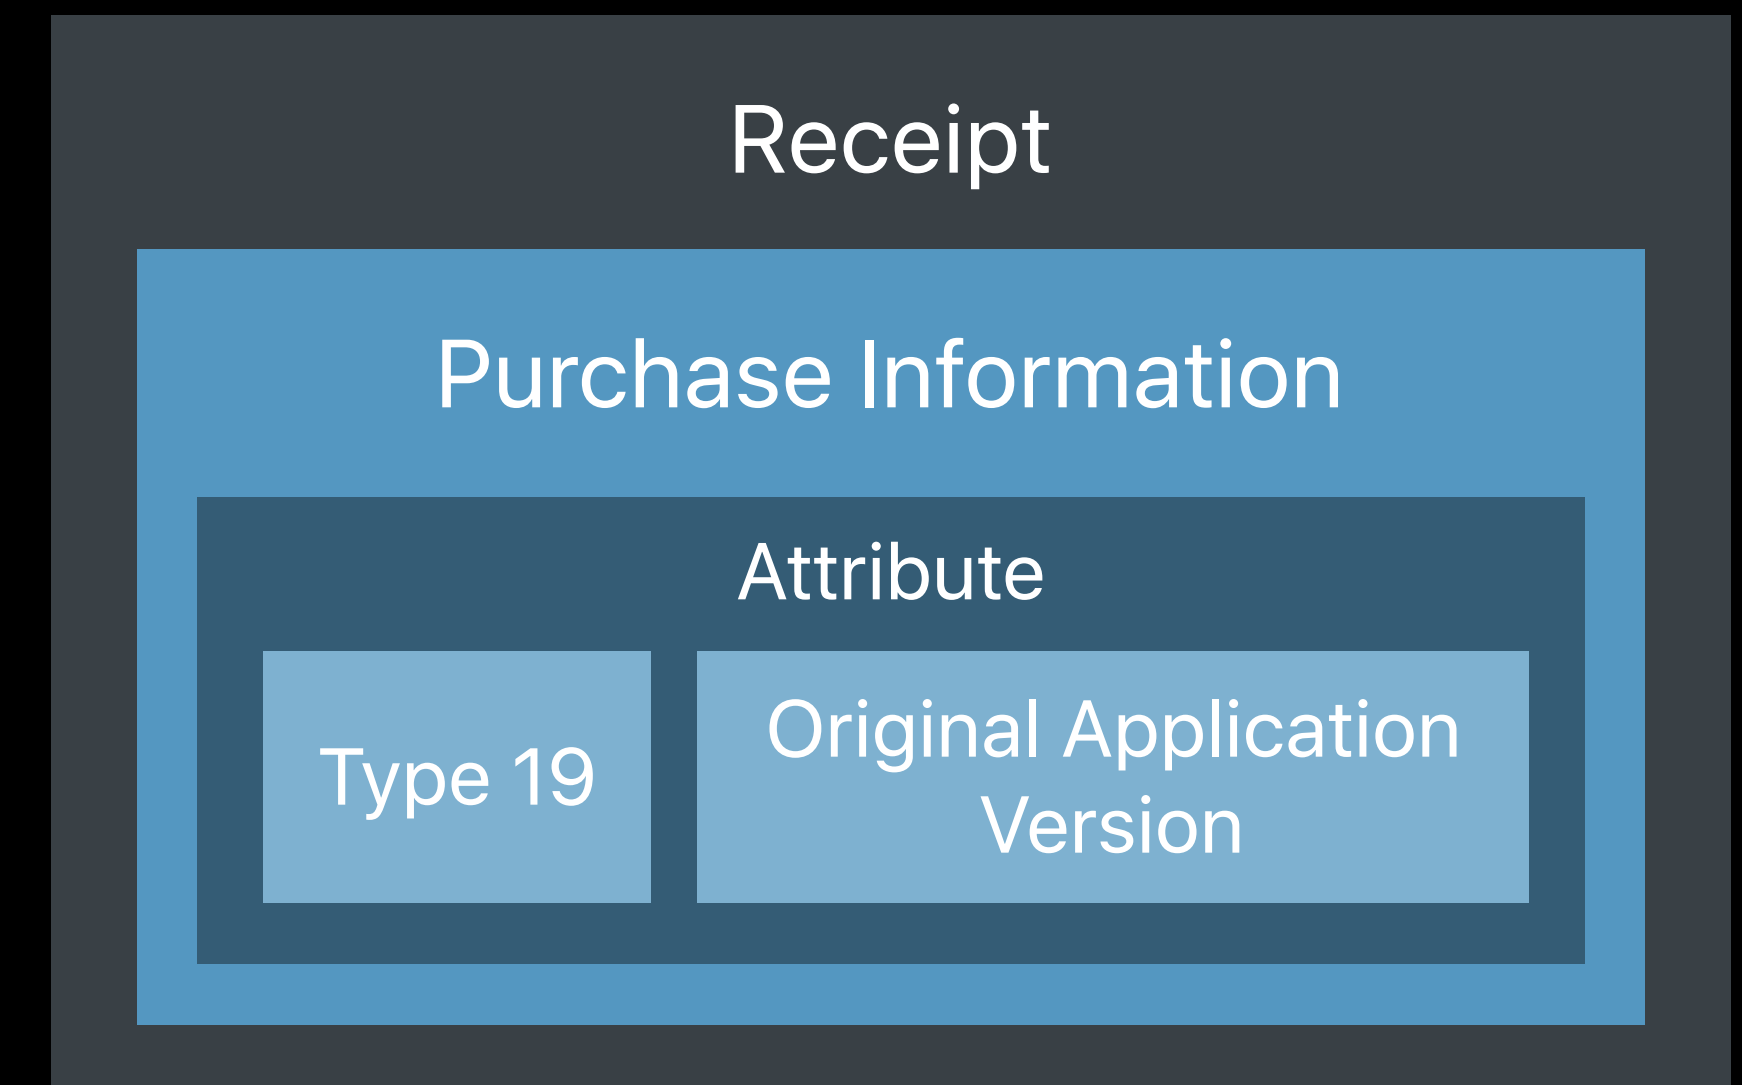 Receipt
Purchase Information
Attribute
Type 19
Original Application
Version